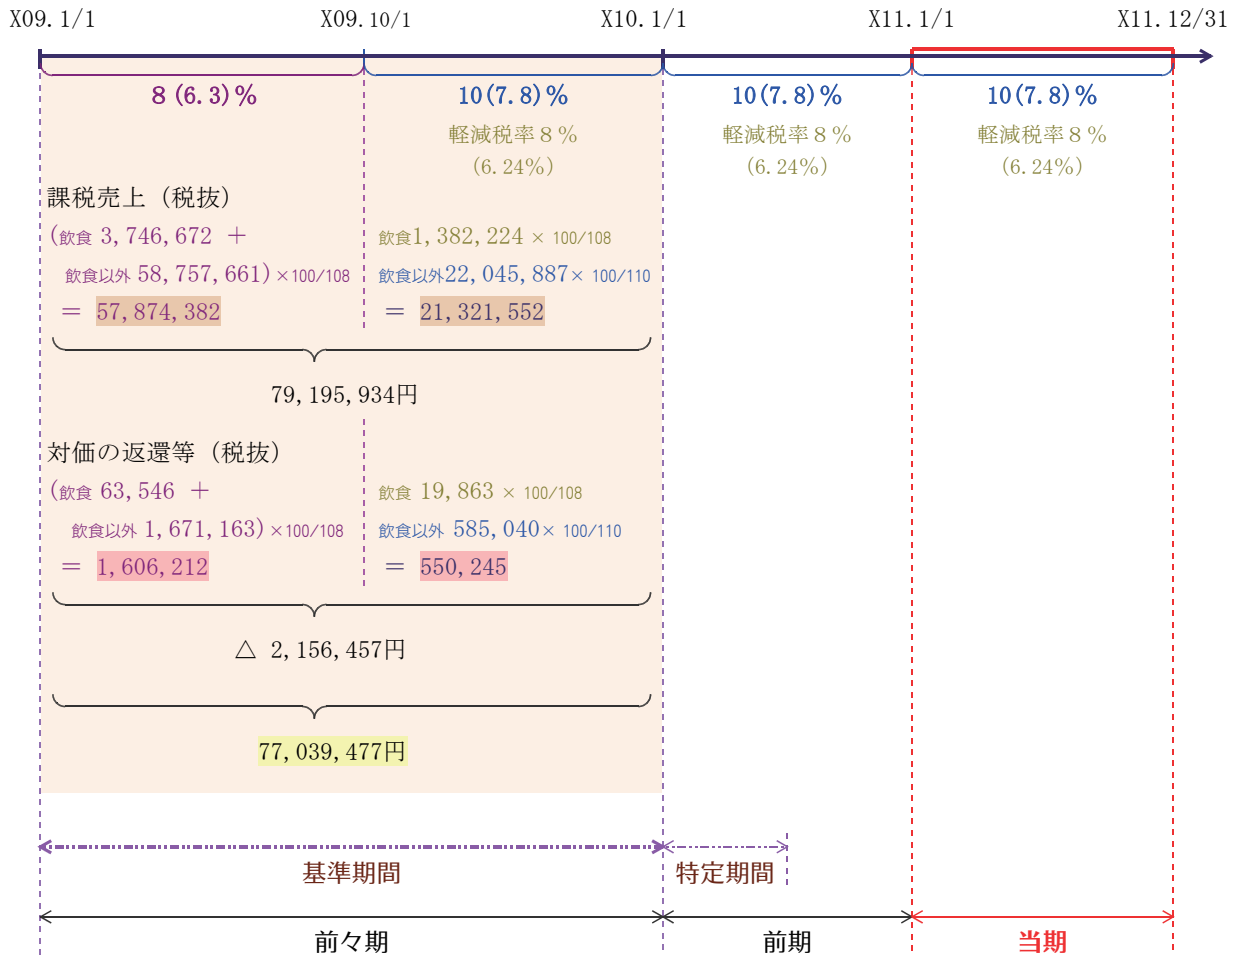 X09.1/1 X09.10/1 X10.1/1 X11.1/1 X11.12/31
8(6.3)% 10(7.8)% 10(7.8)% 10(7.8)%
軽減税率8% 軽減税率8% 軽減税率8%
(6.24%) (6.24%) (6.24%)
課税売上（税抜）
(飲食 3,746,672 ＋ 飲食1,382,224 × 100/108
飲食以外 58,757,661)×100/108 飲食以外22,045,887× 100/110
＝ 57,874,382 ＝ 21,321,552
79,195,934円
対価の返還等（税抜）
(飲食 63,546 ＋ 飲食 19,863 × 100/108
飲食以外 1,671,163)×100/108 飲食以外 585,040× 100/110
＝ 1,606,212 ＝ 550,245
△ 2,156,457円
77,039,477円
基準期間 特定期間
前々期 前期 当期